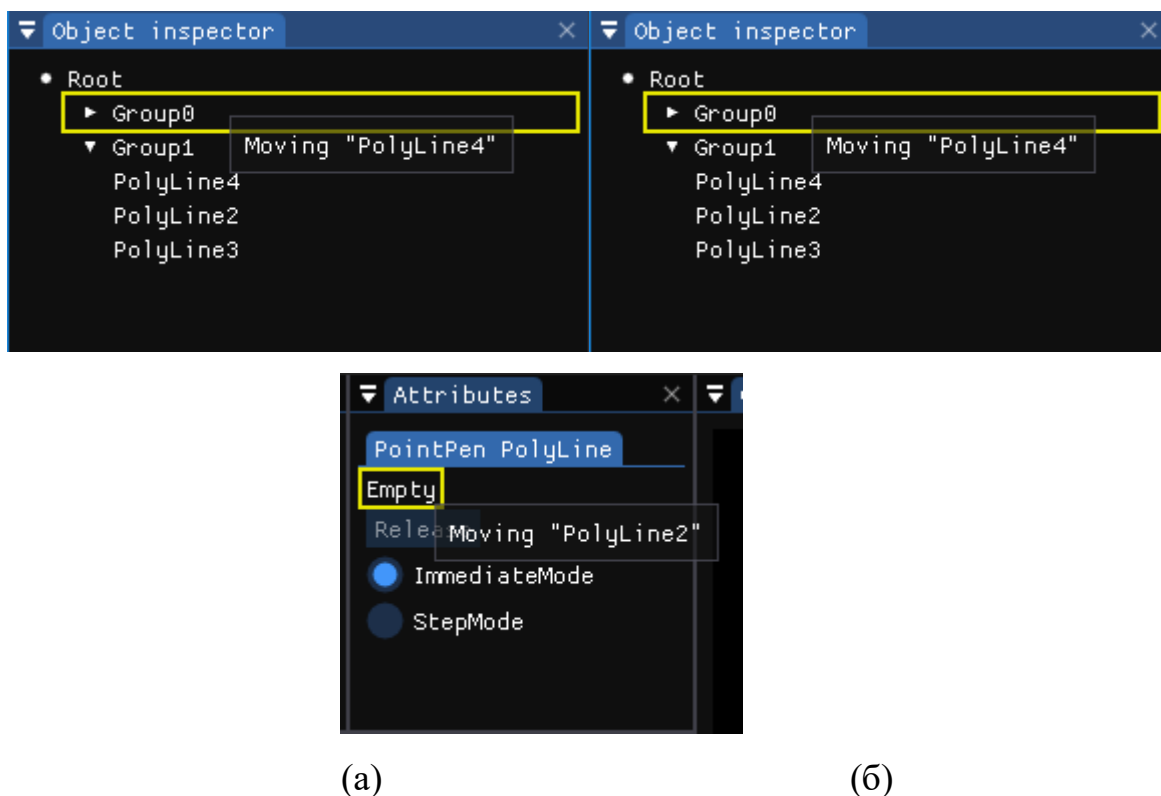 Object inspector
Root
Group0
Group1
Moving "PolyLine4"
PolyLine4
PolyLine2
PolyLine3
Object inspector
Root
Group0
Group1
Moving "PolyLine4"
PolyLine4
PolyLine2
PolyLine3
Attributes
PointPen PolyLine
Empty
Moving "PolyLine2"
ImmediateMode
StepMode
(а) (б)